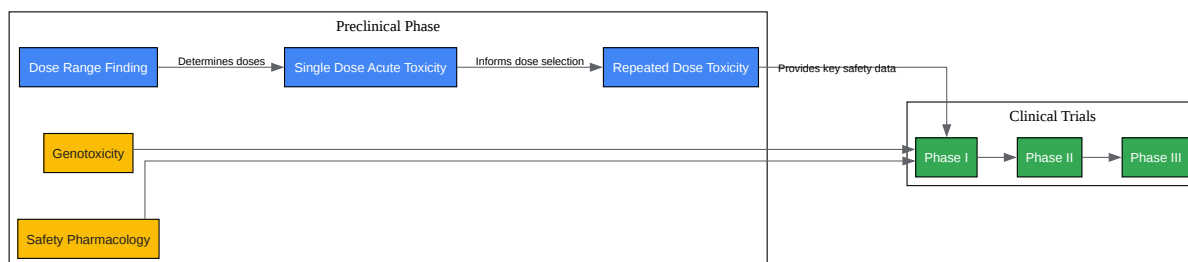 Preclinical Phase
Dose Range Finding
Determines doses
Single Dose Acute Toxicity
Informs dose selection
Repeated Dose Toxicity
Provides key safety data
Clinical Trials
Genotoxicity
Phase I
Phase II
Phase III
Safety Pharmacology